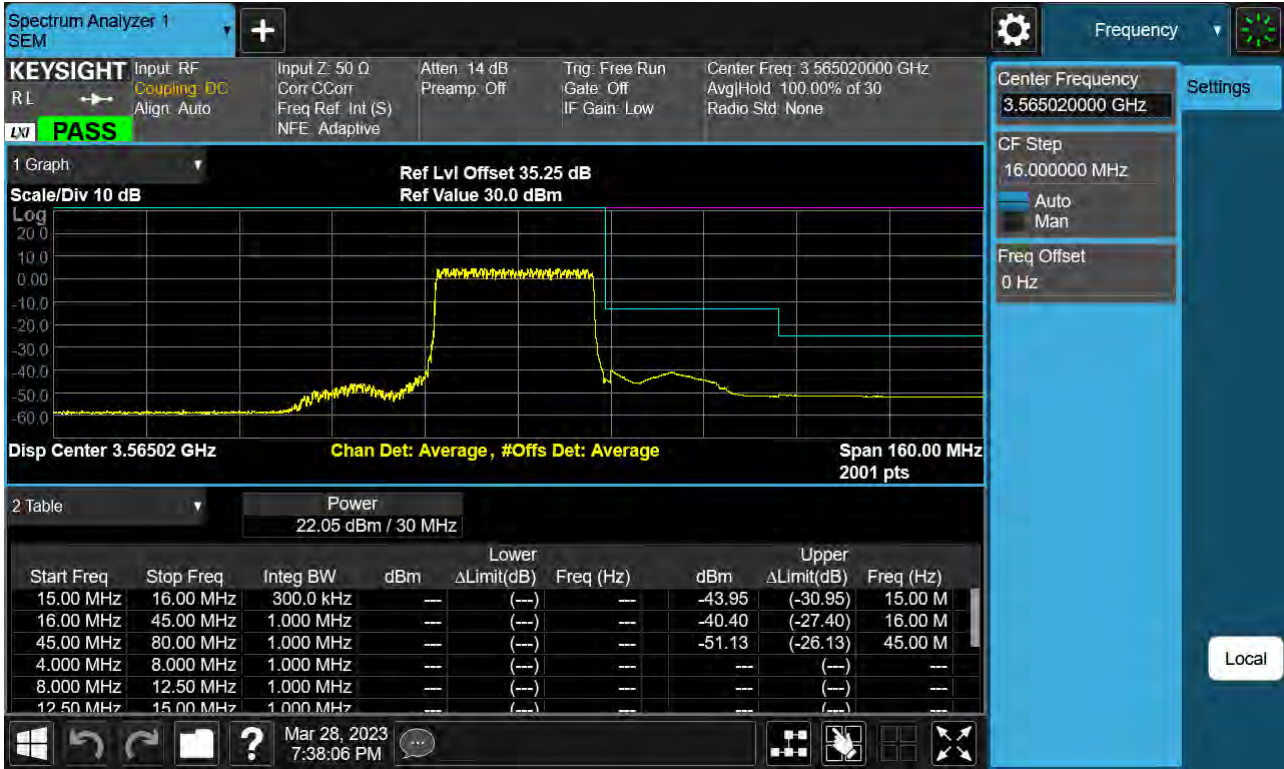 Spectrum Analyzer 1
SEM
Frequency
KEYSIGHT
RL
LXI
PASS
Input: RF
Coupling: DC
Align: Auto
Input Z: 50 Ω
Corr CCorr
Freq Ref: Int (S)
NFE: Adaptive
Atten: 14 dB
Preamp: Off
Trig: Free Run
Gate: Off
IF Gain: Low
Center Freq: 3.565020000 GHz
Avg|Hold: 100.00% of 30
Radio Std: None
Center Frequency
3.565020000 GHz
Settings
CF Step
16.000000 MHz
Auto
Man
Freq Offset
0 Hz
1 Graph
Scale/Div 10 dB
Ref Lvl Offset 35.25 dB
Ref Value 30.0 dBm
Log
20.0
10.0
0.00
-10.0
-20.0
-30.0
-40.0
-50.0
-60.0
Disp Center 3.56502 GHz
Chan Det: Average, #Offs Det: Average
Span 160.00 MHz
2001 pts
2 Table
Power
22.05 dBm / 30 MHz
Lower Upper
Start Freq Stop Freq Integ BW dBm ΔLimit(dB) Freq (Hz) dBm ΔLimit(dB) Freq (Hz)
15.00 MHz 16.00 MHz 300.0 kHz --- (---) --- -43.95 (-30.95) 15.00 M
16.00 MHz 45.00 MHz 1.000 MHz --- (---) --- -40.40 (-27.40) 16.00 M
45.00 MHz 80.00 MHz 1.000 MHz --- (---) --- -51.13 (-26.13) 45.00 M
4.000 MHz 8.000 MHz 1.000 MHz --- (---) --- --- (---) ---
8.000 MHz 12.50 MHz 1.000 MHz --- (---) --- --- (---) ---
12.50 MHz 15.00 MHz 1.000 MHz --- (---) --- --- (---) ---
Local
?
Mar 28, 2023
7:38:06 PM